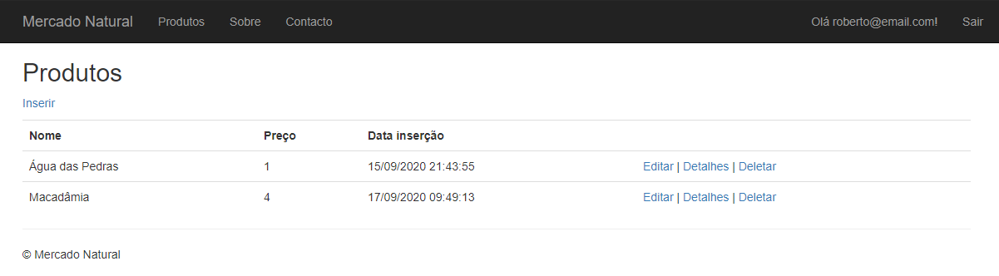 Mercado Natural Produtos Sobre Contacto Olá roberto@email.com! Sair
Produtos
Inserir
Nome Preço Data inserção
Água das Pedras 1 15/09/2020 21:43:55 Editar | Detalhes | Deletar
Macadâmia 4 17/09/2020 09:49:13 Editar | Detalhes | Deletar
© Mercado Natural